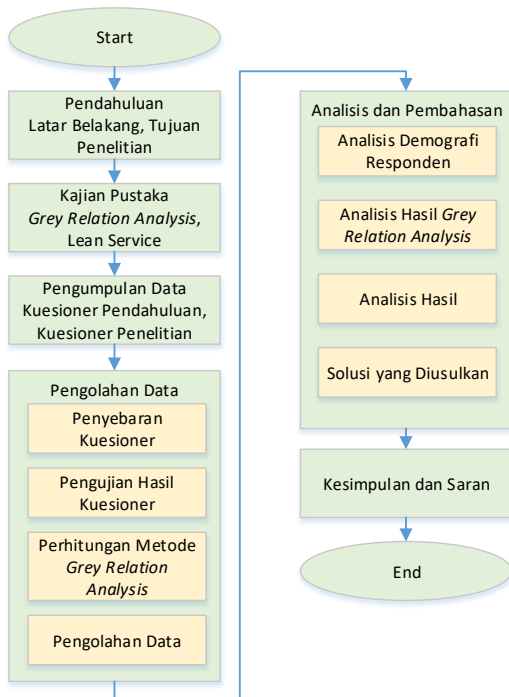 Start
Pendahuluan
Latar Belakang, Tujuan
Penelitian
Kajian Pustaka
Grey Relation Analysis,
Lean Service
Pengumpulan Data
Kuesioner Pendahuluan,
Kuesioner Penelitian
Pengolahan Data
Penyebaran
Kuesioner
Pengujian Hasil
Kuesioner
Perhitungan Metode
Grey Relation
Analysis
Pengolahan Data
Analisis dan Pembahasan
Analisis Demografi
Responden
Analisis Hasil Grey
Relation Analysis
Analisis Hasil
Solusi yang Diusulkan
Kesimpulan dan Saran
End